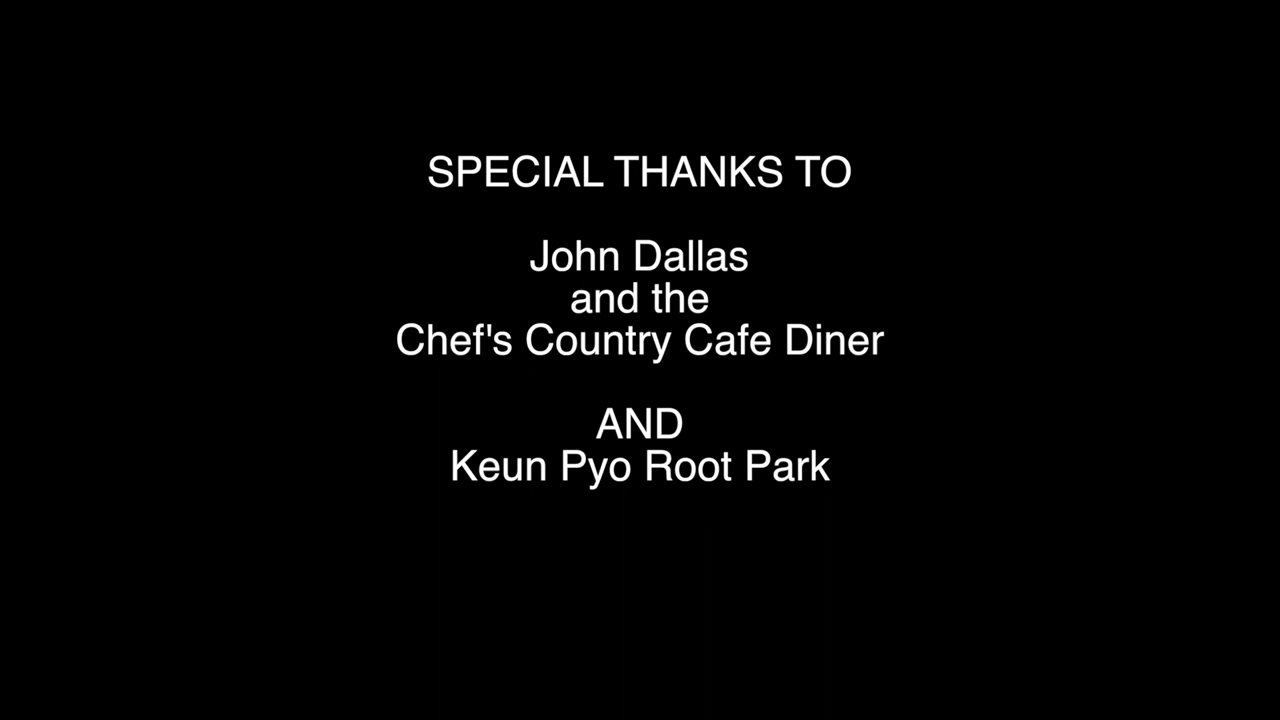 SPECIAL THANKS TO
John Dallas
and the
Chef's Country Cafe Diner
AND
Keun Pyo Root Park